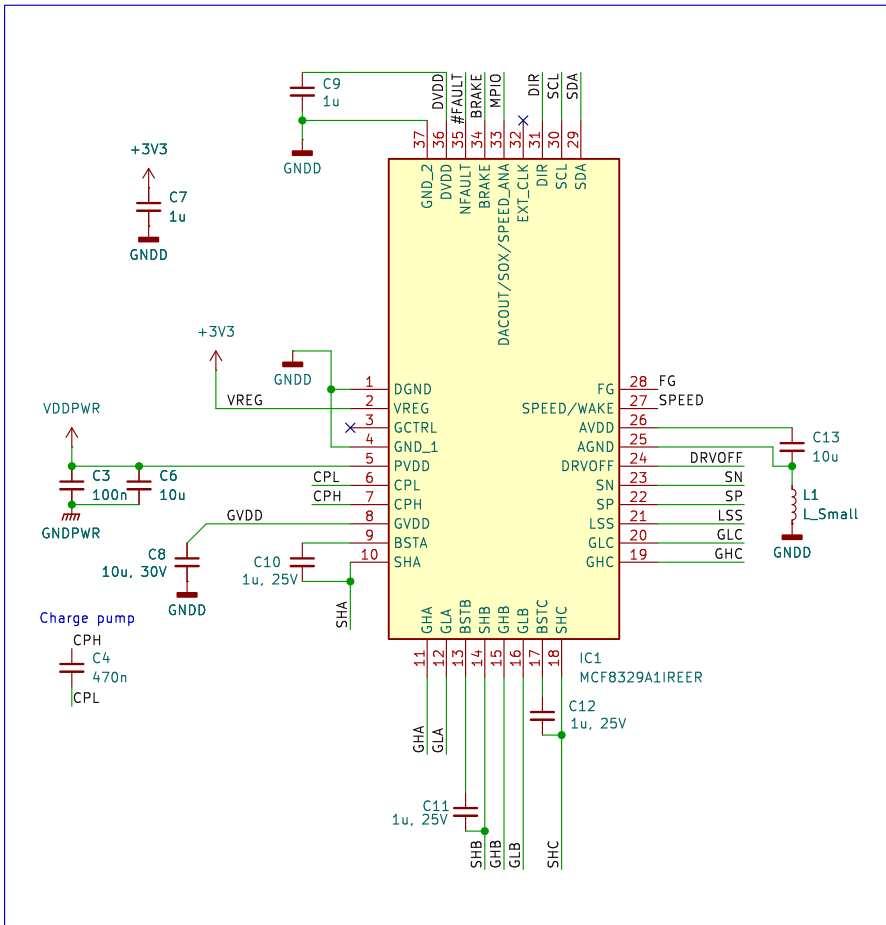 C9
1u
GNDD
DVDD
#FAULT
BRAKE
MPIO
DIR
SCL
SDA
37
36
35
34
33
32
31
30
29
GND_2
DVDD
NFAULT
BRAKE
DACOUT/SOX/SPEED_ANA
EXT_CLK
DIR
SCL
SDA
+3V3
C7
1u
GNDD
+3V3
GNDD
VREG
VDDPWR
C3
100n
C6
10u
GNDPWR
CPL
CPH
GVDD
C8
10u, 30V
GNDD
C10
1u, 25V
SHA
1 DGND
2 VREG
3 GCTRL
4 GND_1
5 PVDD
6 CPL
7 CPH
8 GVDD
9 BSTA
10 SHA
FG 28 FG
SPEED/WAKE 27 SPEED
AVDD 26
AGND 25
DRVOFF 24 DRVOFF
SN 23 SN
SP 22 SP
LSS 21 LSS
GLC 20 GLC
GHC 19 GHC
C13
10u
L1
L_Small
GNDD
Charge pump
CPH
C4
470n
CPL
GHA
GLA
BSTB
SHB
GHB
GLB
BSTC
SHC
11
12
13
14
15
16
17
18
IC1
MCF8329A1IREER
GHA
GLA
C12
1u, 25V
C11
1u, 25V
SHB
GHB
GLB
SHC